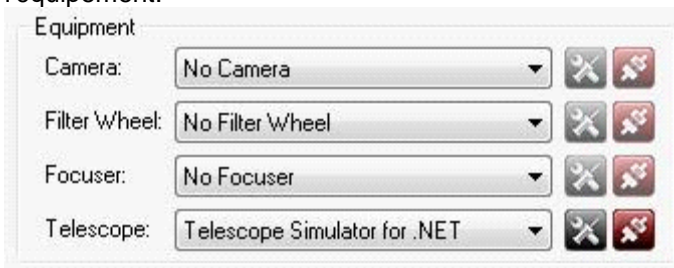 Equipment
Camera: No Camera
Filter Wheel: No Filter Wheel
Focuser: No Focuser
Telescope: Telescope Simulator for .NET